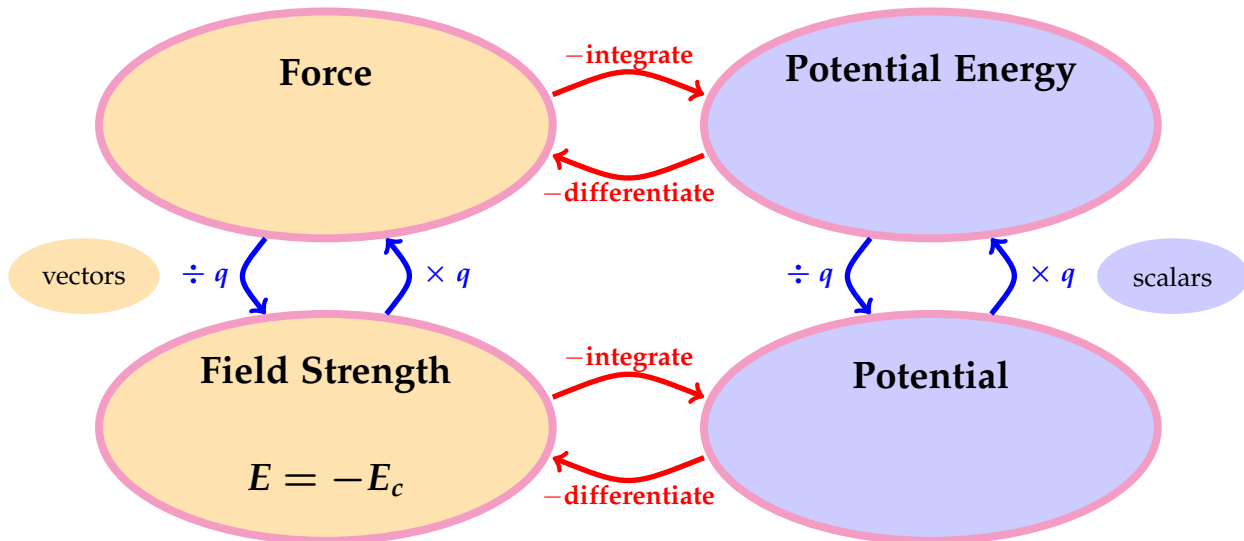 Force
−integrate
Potential Energy
−differentiate
vectors
÷ q
× q
÷ q
× q
scalars
Field Strength
−integrate
Potential
−differentiate
E = −E_c